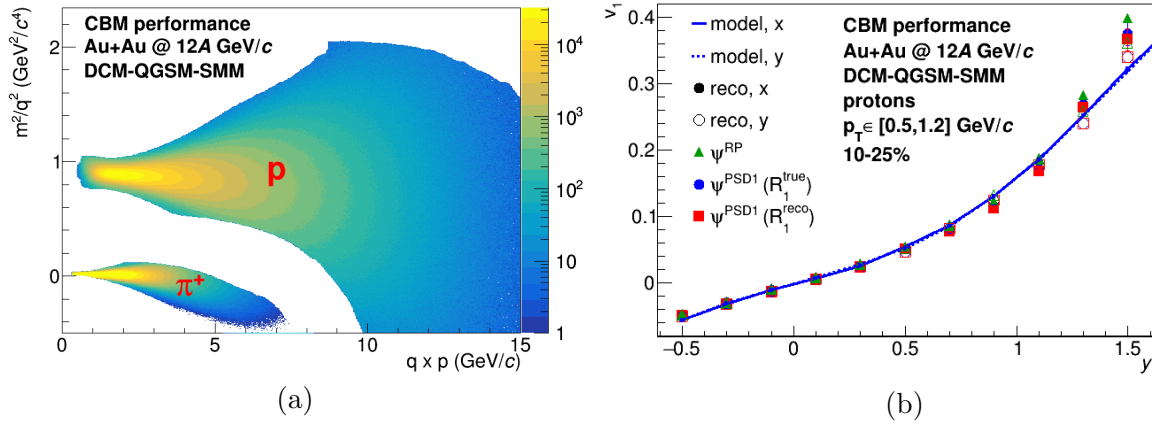 CBM performance
Au+Au @ 12A GeV/c
DCM-QGSM-SMM
m²/q² (GeV²/c⁴)
2
1
0
p
π⁺
0 5 10 15
q x p (GeV/c)
10⁴
10³
10²
10
1
(a)
v₁
0.4
0.3
0.2
0.1
0
model, x
model, y
reco, x
reco, y
ψ^RP
ψ^PSD1 (R₁^true)
ψ^PSD1 (R₁^reco)
CBM performance
Au+Au @ 12A GeV/c
DCM-QGSM-SMM
protons
p_T ∈ [0.5,1.2] GeV/c
10-25%
−0.5 0 0.5 1 1.5
y
(b)